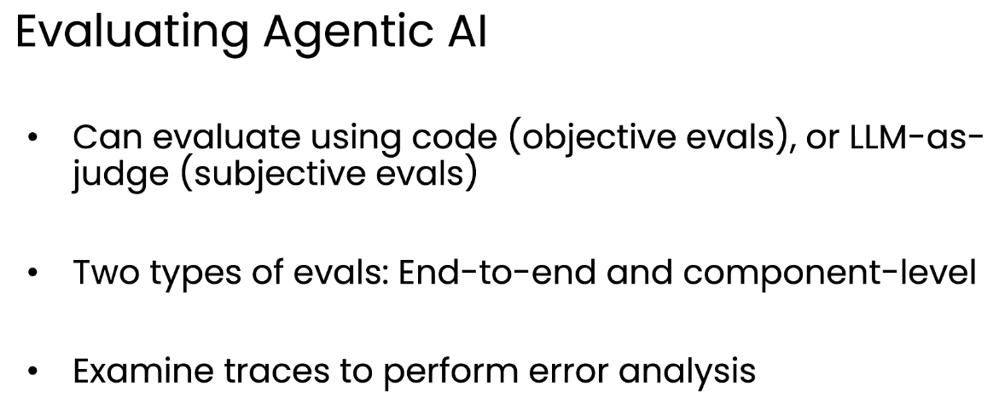 Evaluating Agentic AI
• Can evaluate using code (objective evals), or LLM-as-
judge (subjective evals)
• Two types of evals: End-to-end and component-level
• Examine traces to perform error analysis